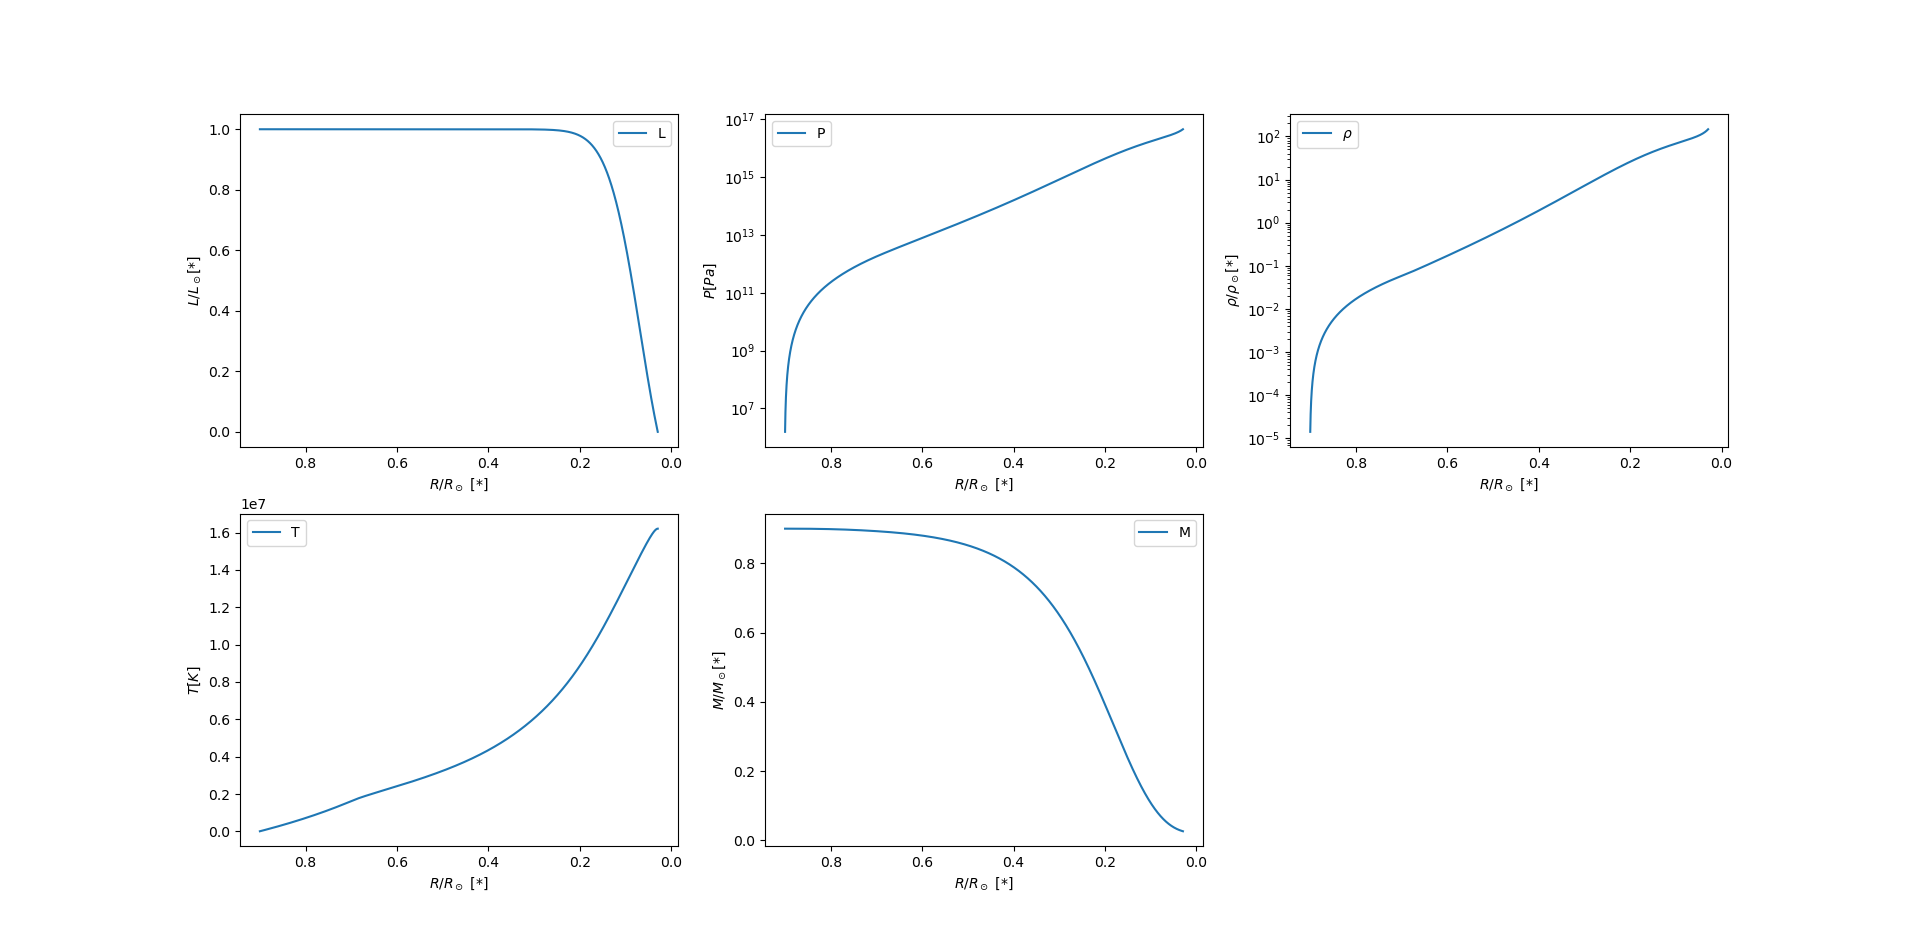 L
1.0
0.8
0.6
0.4
0.2
0.0
L/L⊙[*]
0.8 0.6 0.4 0.2 0.0
R/R⊙ [*]
P
10^17
10^15
10^13
10^11
10^9
10^7
P[Pa]
0.8 0.6 0.4 0.2 0.0
R/R⊙ [*]
ρ
10^2
10^1
10^0
10^−1
10^−2
10^−3
10^−4
10^−5
ρ/ρ⊙[*]
0.8 0.6 0.4 0.2 0.0
R/R⊙ [*]
1e7
T
1.6
1.4
1.2
1.0
0.8
0.6
0.4
0.2
0.0
T[K]
0.8 0.6 0.4 0.2 0.0
R/R⊙ [*]
M
0.8
0.6
0.4
0.2
0.0
M/M⊙[*]
0.8 0.6 0.4 0.2 0.0
R/R⊙ [*]